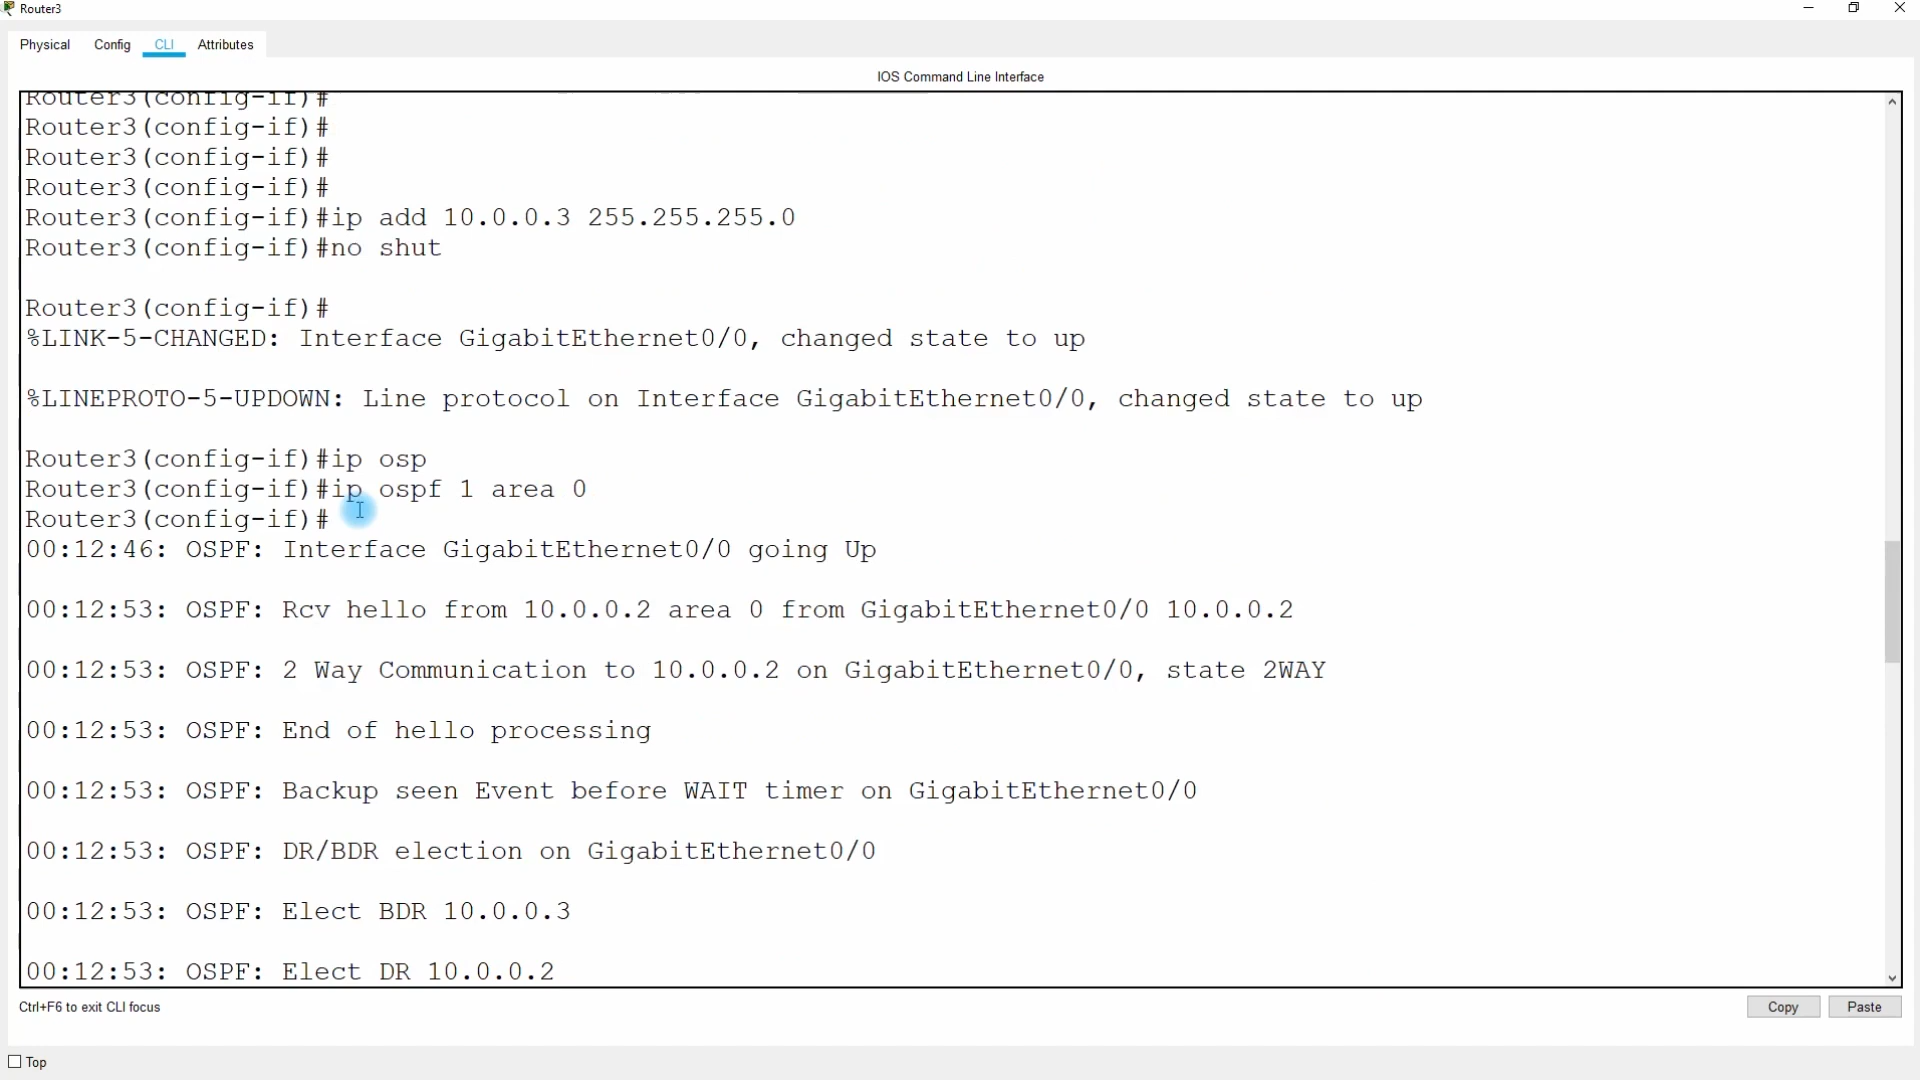 Router3
Physical Config CLI Attributes
IOS Command Line Interface
Router3(config-if)#
Router3(config-if)#
Router3(config-if)#
Router3(config-if)#
Router3(config-if)#ip add 10.0.0.3 255.255.255.0
Router3(config-if)#no shut
Router3(config-if)#
%LINK-5-CHANGED: Interface GigabitEthernet0/0, changed state to up
%LINEPROTO-5-UPDOWN: Line protocol on Interface GigabitEthernet0/0, changed state to up
Router3(config-if)#ip osp
Router3(config-if)#ip ospf 1 area 0
Router3(config-if)#
00:12:46: OSPF: Interface GigabitEthernet0/0 going Up
00:12:53: OSPF: Rcv hello from 10.0.0.2 area 0 from GigabitEthernet0/0 10.0.0.2
00:12:53: OSPF: 2 Way Communication to 10.0.0.2 on GigabitEthernet0/0, state 2WAY
00:12:53: OSPF: End of hello processing
00:12:53: OSPF: Backup seen Event before WAIT timer on GigabitEthernet0/0
00:12:53: OSPF: DR/BDR election on GigabitEthernet0/0
00:12:53: OSPF: Elect BDR 10.0.0.3
00:12:53: OSPF: Elect DR 10.0.0.2
Ctrl+F6 to exit CLI focus
Copy Paste
Top